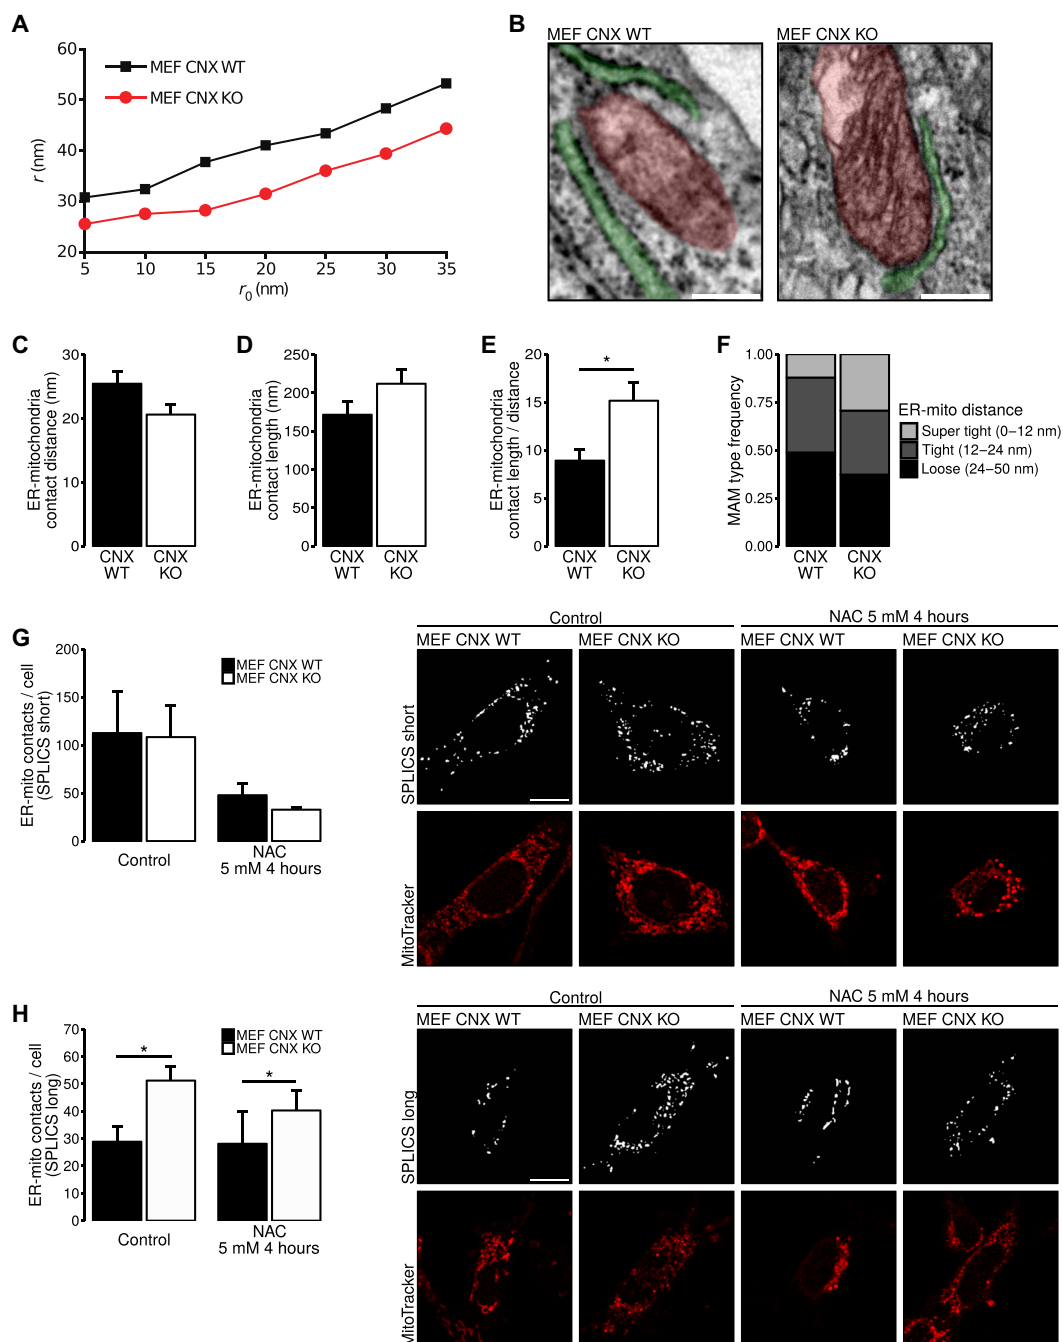 A
60
50
40
30
20
r (nm)
MEF CNX WT
MEF CNX KO
5 10 15 20 25 30 35
r0 (nm)
B
MEF CNX WT
MEF CNX KO
C
ER-mitochondria
contact distance (nm)
30
20
10
0
CNX WT
CNX KO
D
ER-mitochondria
contact length (nm)
250
200
150
100
50
0
CNX WT
CNX KO
E
ER-mitochondria
contact length / distance
20
15
10
5
0
*
CNX WT
CNX KO
F
MAM type frequency
1.00
0.75
0.50
0.25
0.00
CNX WT
CNX KO
ER-mito distance
Super tight (0–12 nm)
Tight (12–24 nm)
Loose (24–50 nm)
G
ER-mito contacts / cell
(SPLICS short)
200
150
100
50
0
MEF CNX WT
MEF CNX KO
Control
NAC
5 mM 4 hours
Control
NAC 5 mM 4 hours
MEF CNX WT
MEF CNX KO
MEF CNX WT
MEF CNX KO
SPLICS short
MitoTracker
H
ER-mito contacts / cell
(SPLICS long)
70
60
50
40
30
20
10
0
MEF CNX WT
MEF CNX KO
*
*
Control
NAC
5 mM 4 hours
Control
NAC 5 mM 4 hours
MEF CNX WT
MEF CNX KO
MEF CNX WT
MEF CNX KO
SPLICS long
MitoTracker